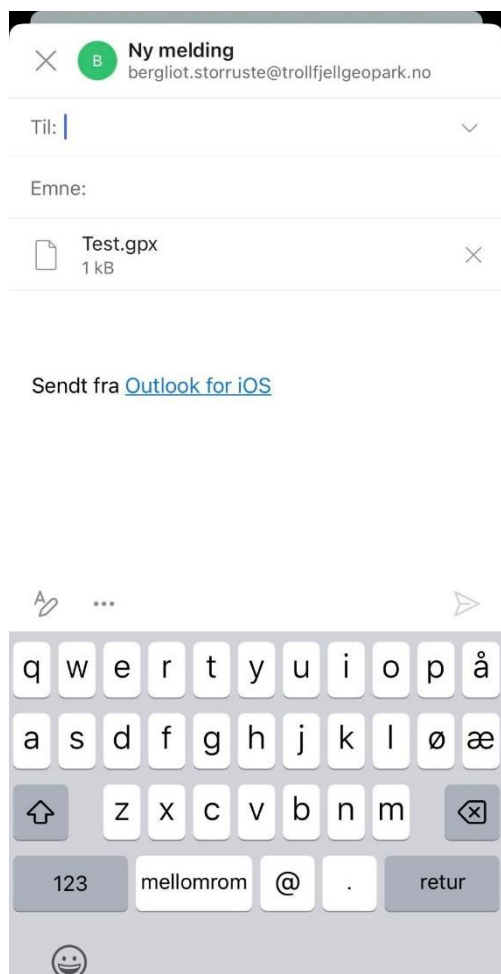 B
Ny melding
bergliot.storruste@trollfjellgeopark.no
Til:
Emne:
Test.gpx
1 kB
Sendt fra Outlook for iOS
A
q w e r t y u i o p å
a s d f g h j k l ø æ
z x c v b n m
123 mellomrom @ . retur